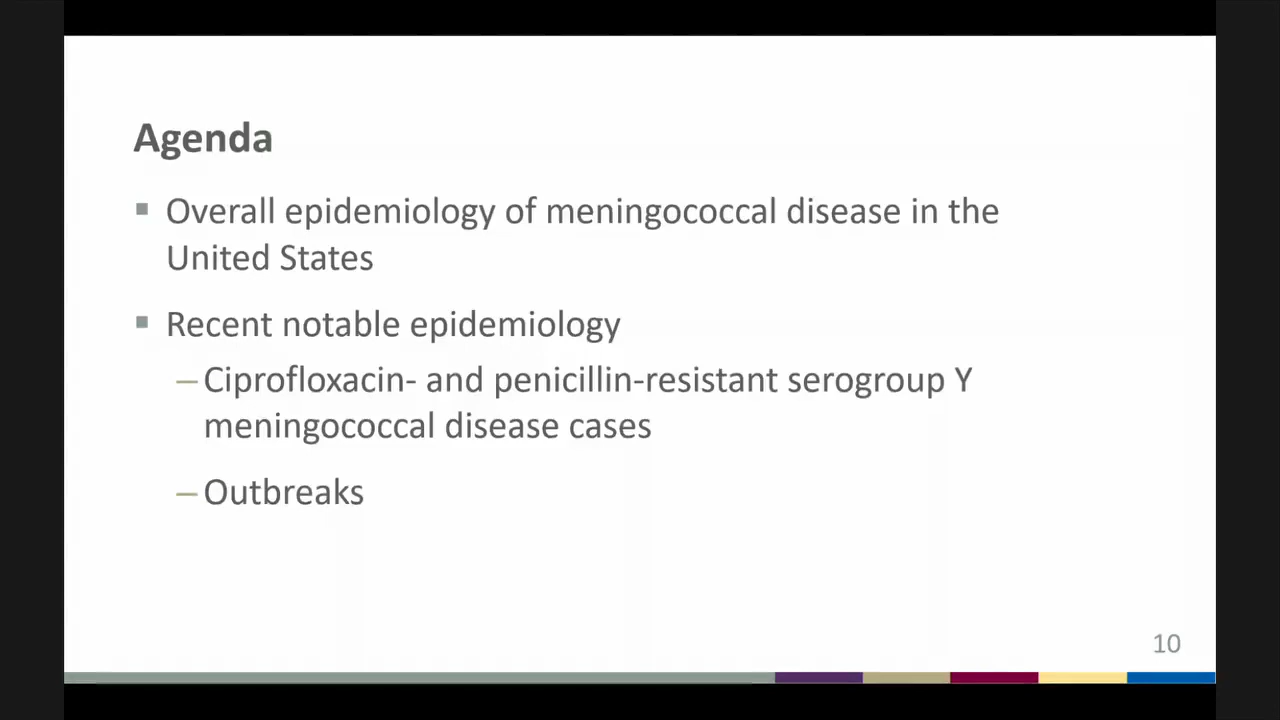 Agenda
▪ Overall epidemiology of meningococcal disease in the
United States
▪ Recent notable epidemiology
– Ciprofloxacin- and penicillin-resistant serogroup Y
meningococcal disease cases
– Outbreaks
10